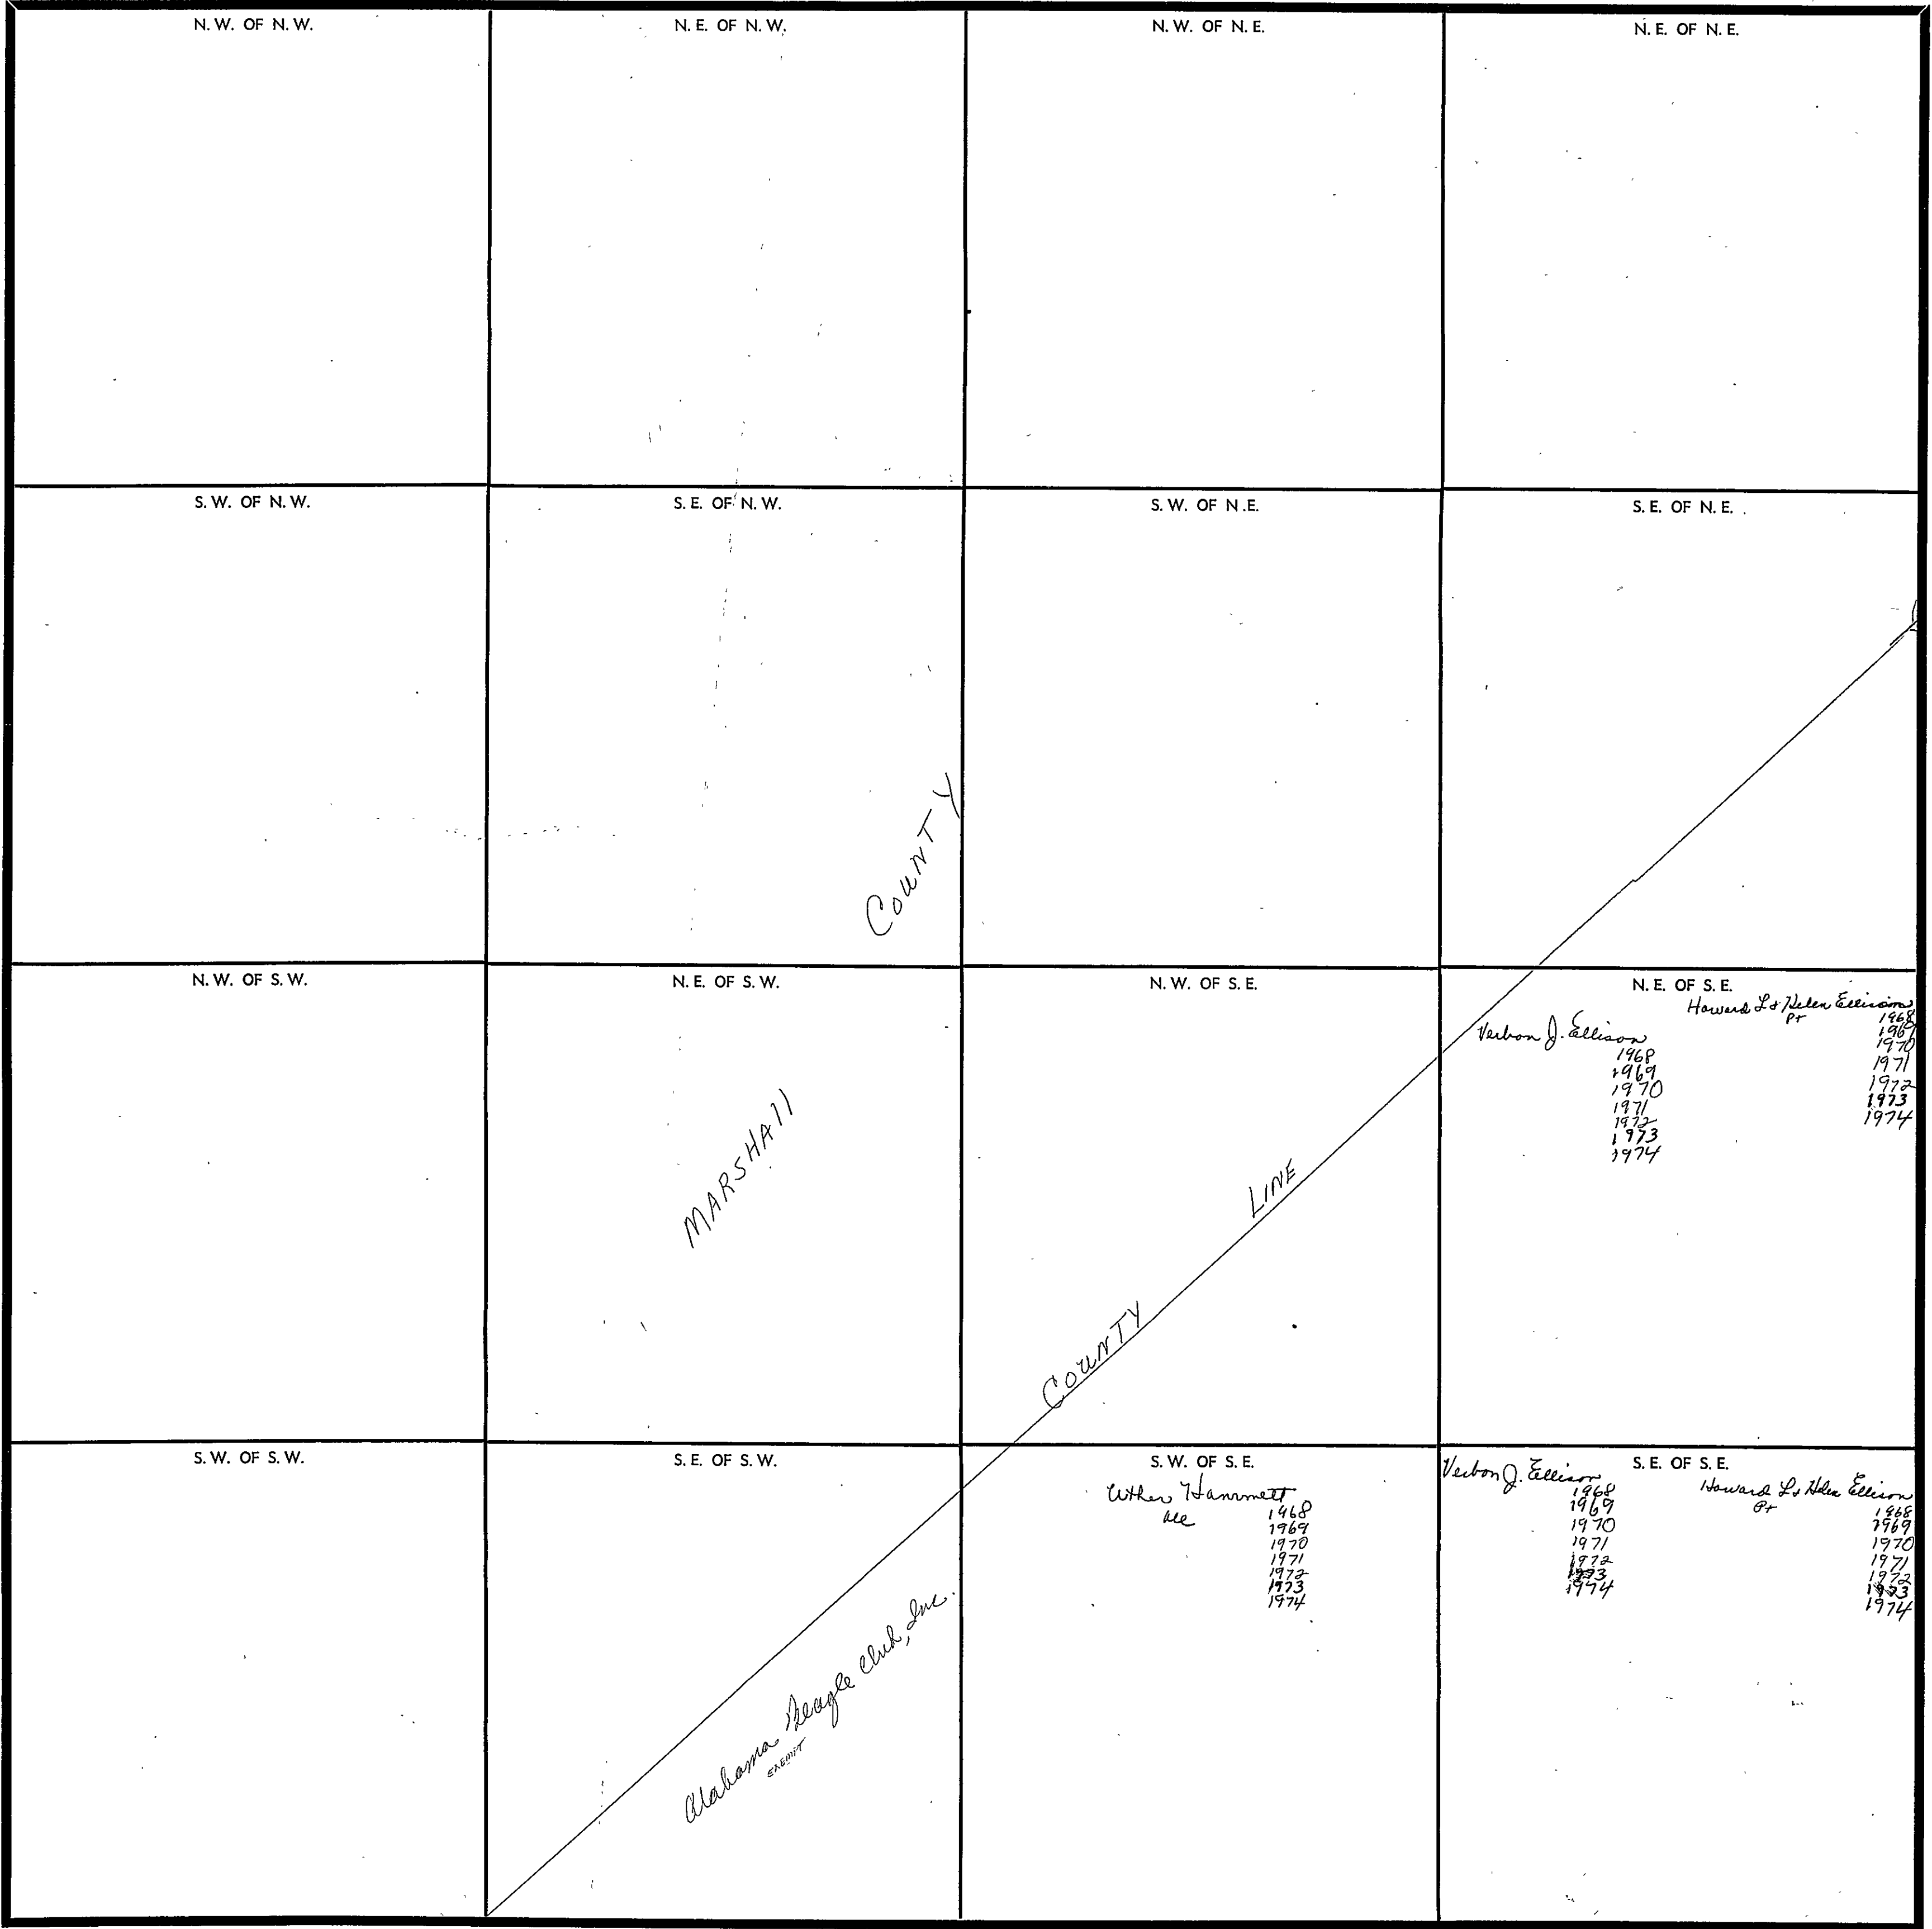 N. W. OF N. W.
N. E. OF N. W.
N. W. OF N. E.
N. E. OF N. E.
S. W. OF N. W.
S. E. OF N. W.
S. W. OF N. E.
S. E. OF N. E.
COUNTY
N. W. OF S. W.
N. E. OF S. W.
MARSHAll
N. W. OF S. E.
COUNTY LINE
N. E. OF S. E.
Verbon J. Ellison
1968
1969
1970
1971
1972
1973
1974
Howard L & Helen Ellison
Pt
1968
1969
1970
1971
1972
1973
1974
S. W. OF S. W.
S. E. OF S. W.
Alabama Beagle Club, Inc.
EXEMPT
S. W. OF S. E.
Hammett
all
1968
1969
1970
1971
1972
1973
1974
S. E. OF S. E.
Verbon J. Ellison
1968
1969
1970
1971
1972
1973
1974
Howard L & Helen Ellison
Pt
1968
1969
1970
1971
1972
1973
1974